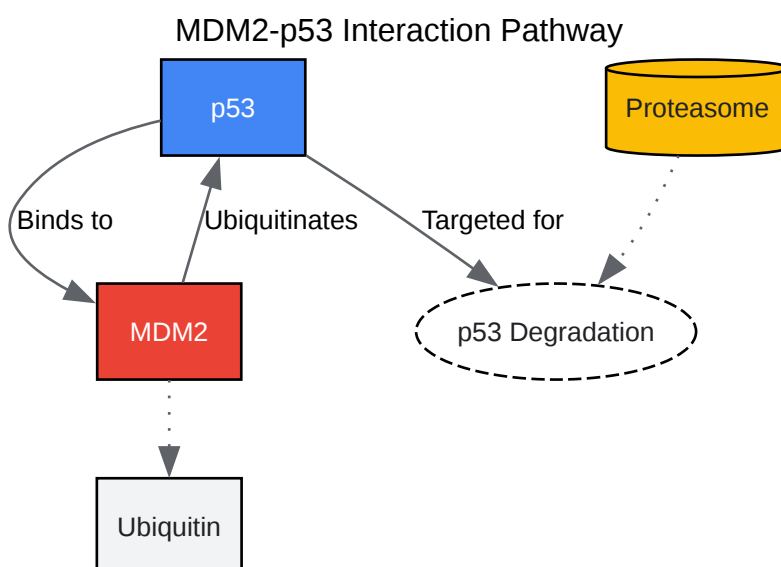 MDM2-p53 Interaction Pathway
p53
Proteasome
Binds to
Ubiquitinates
Targeted for
MDM2
p53 Degradation
Ubiquitin